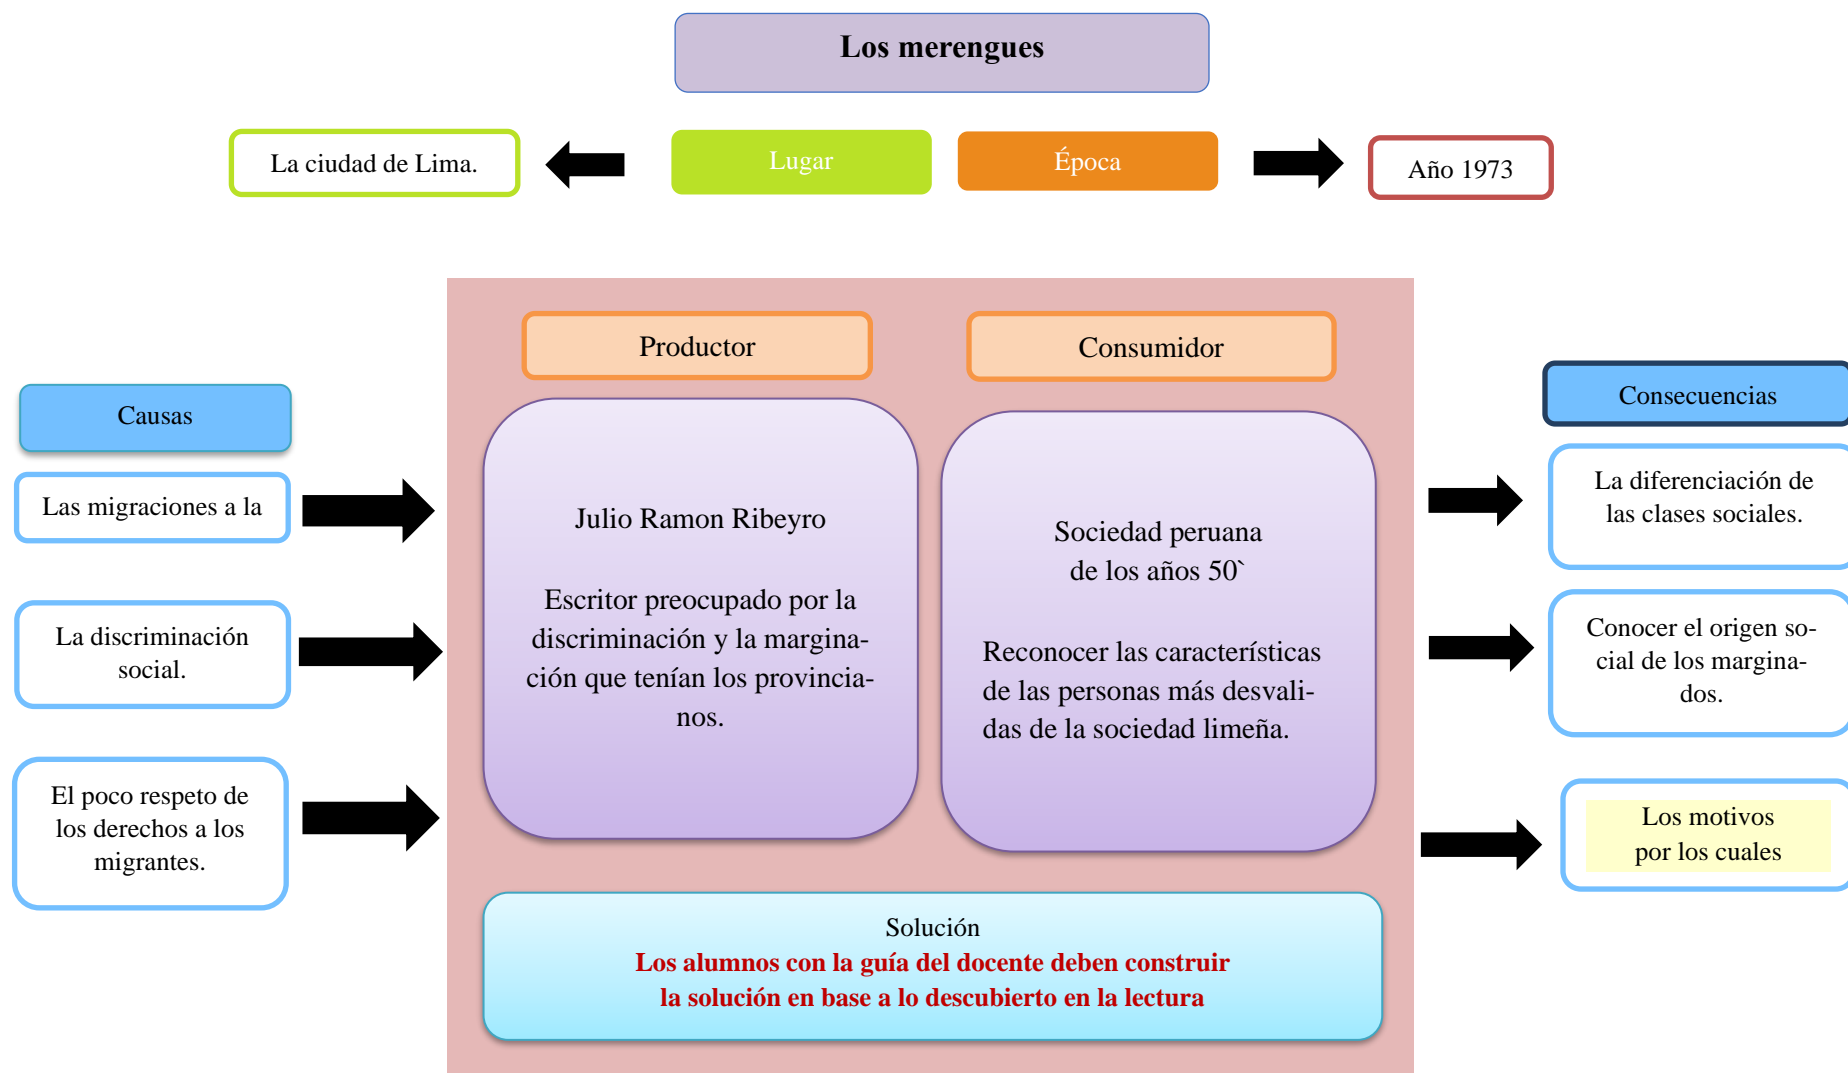 Los merengues
La ciudad de Lima.
Lugar
Época
Año 1973
Productor
Consumidor
Causas
Consecuencias
Las migraciones a la
La discriminación
social.
El poco respeto de
los derechos a los
migrantes.
Julio Ramon Ribeyro
Escritor preocupado por la
discriminación y la margina-
ción que tenían los provincia-
nos.
Sociedad peruana
de los años 50`
Reconocer las características
de las personas más desvali-
das de la sociedad limeña.
La diferenciación de
las clases sociales.
Conocer el origen so-
cial de los margina-
dos.
Los motivos
por los cuales
Solución
Los alumnos con la guía del docente deben construir
la solución en base a lo descubierto en la lectura